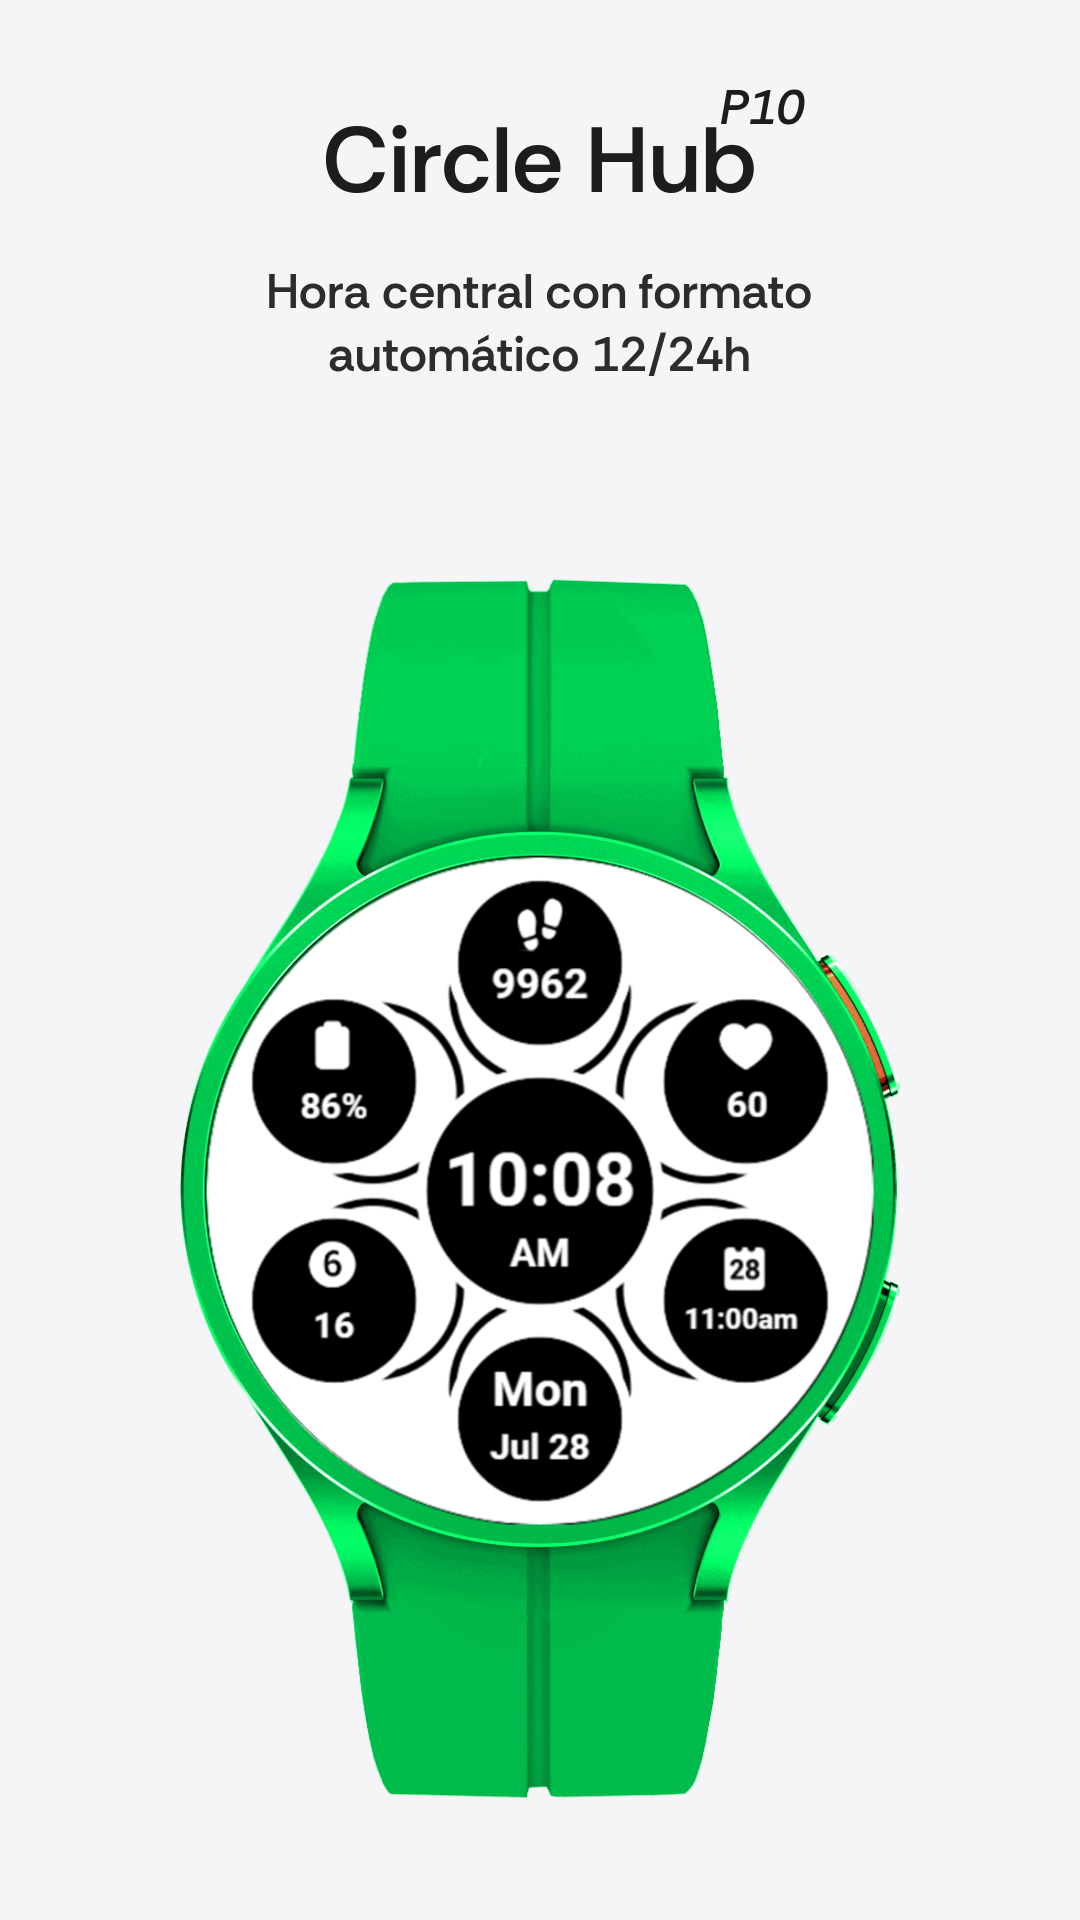 P10
Circle Hub
Hora central con formato
automático 12/24h
9962
86%
60
10:08
AM
6
16
28
11:00am
Mon
Jul 28